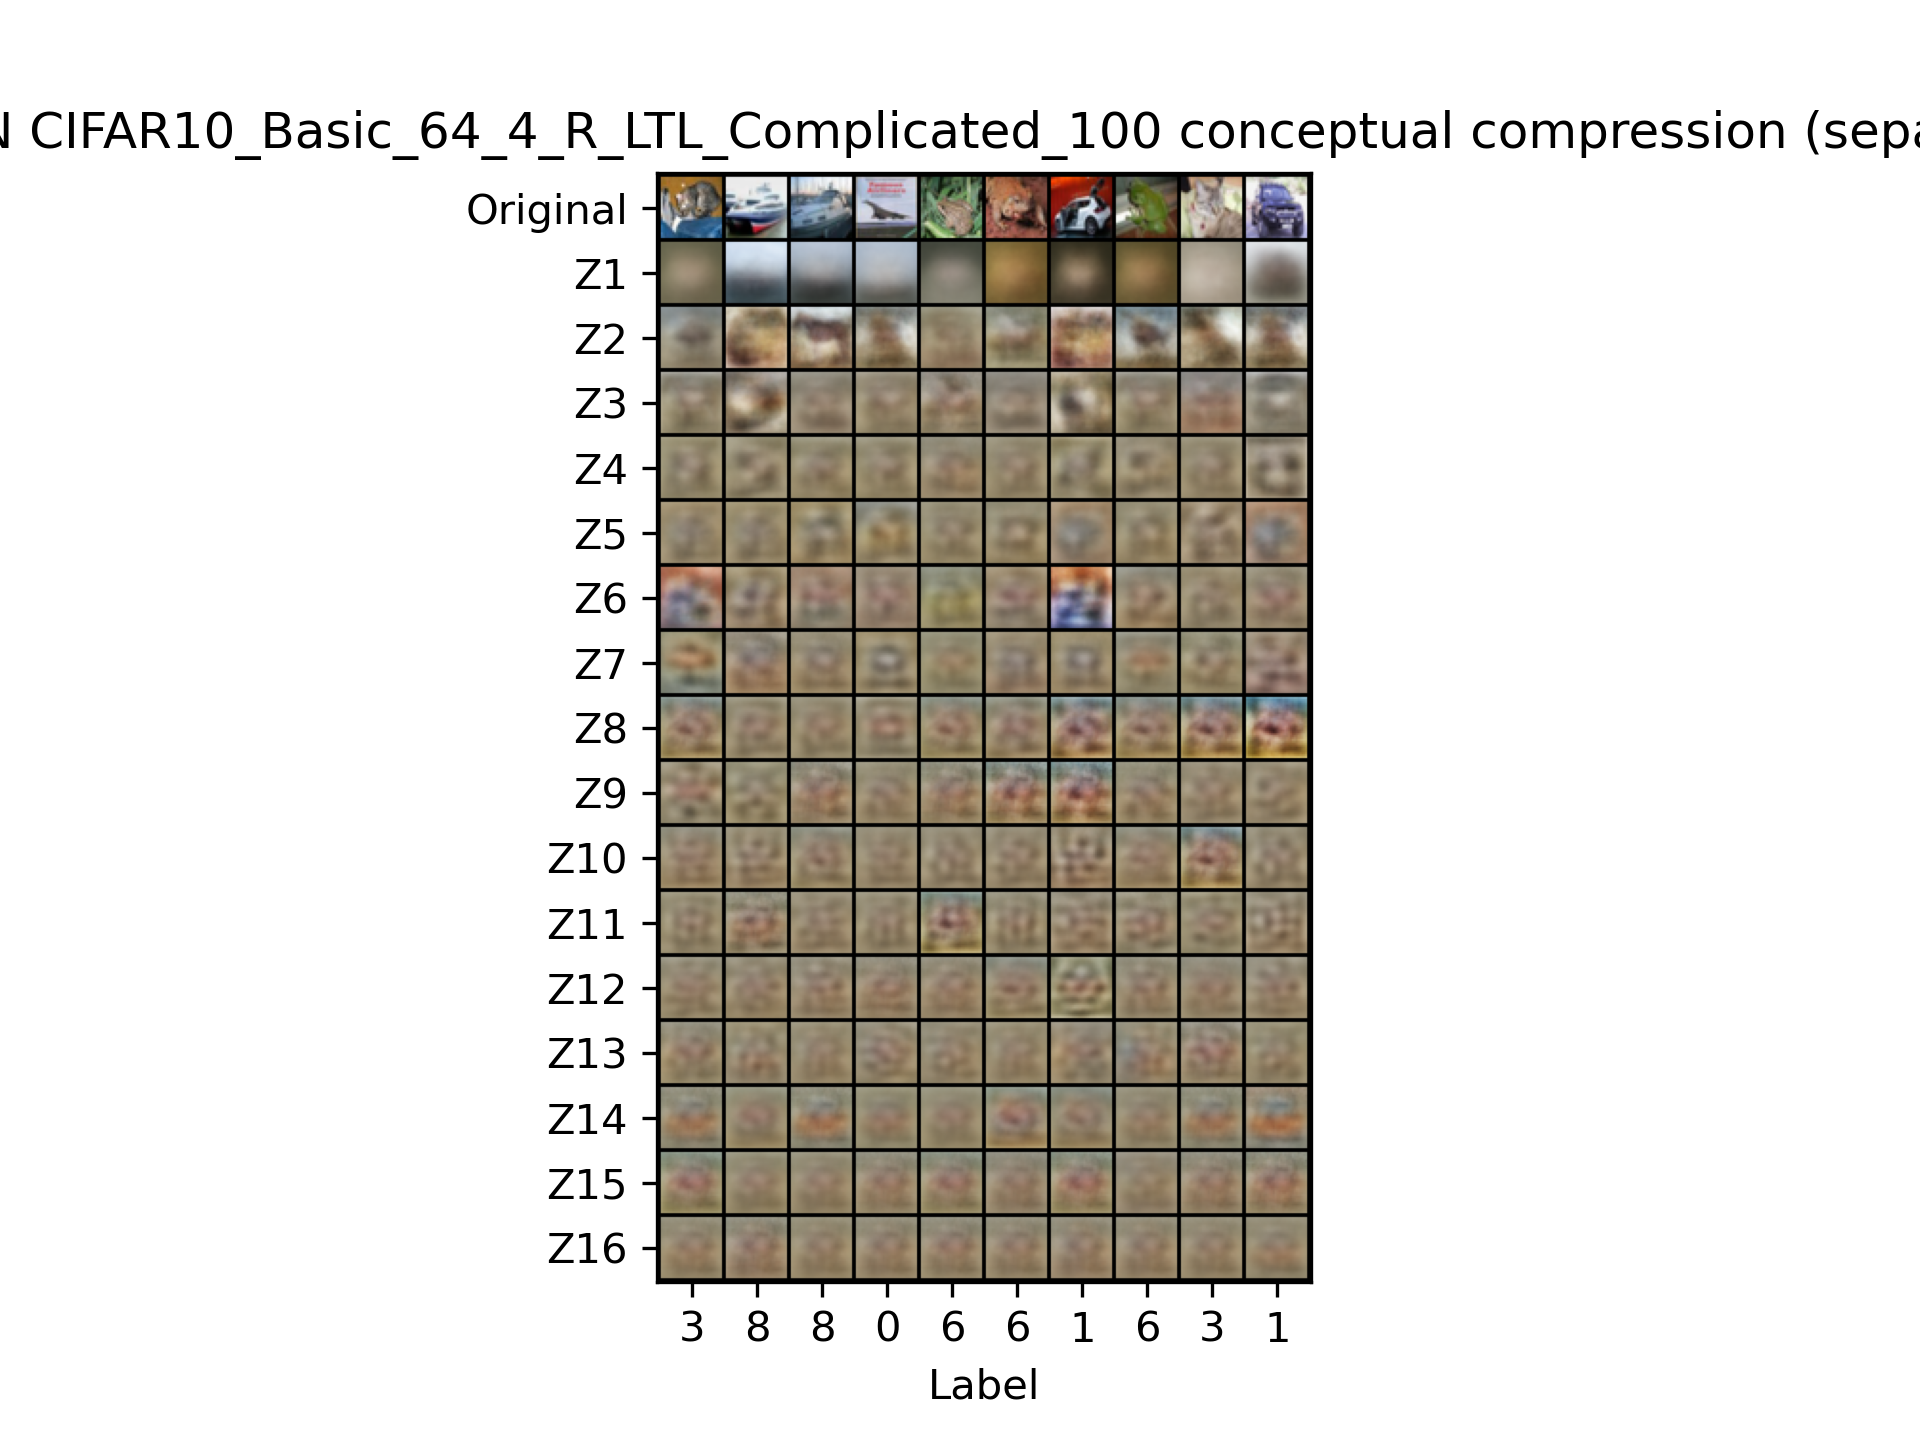 N CIFAR10_Basic_64_4_R_LTL_Complicated_100 conceptual compression (sepa
Original
Z1
Z2
Z3
Z4
Z5
Z6
Z7
Z8
Z9
Z10
Z11
Z12
Z13
Z14
Z15
Z16
3 8 8 0 6 6 1 6 3 1
Label